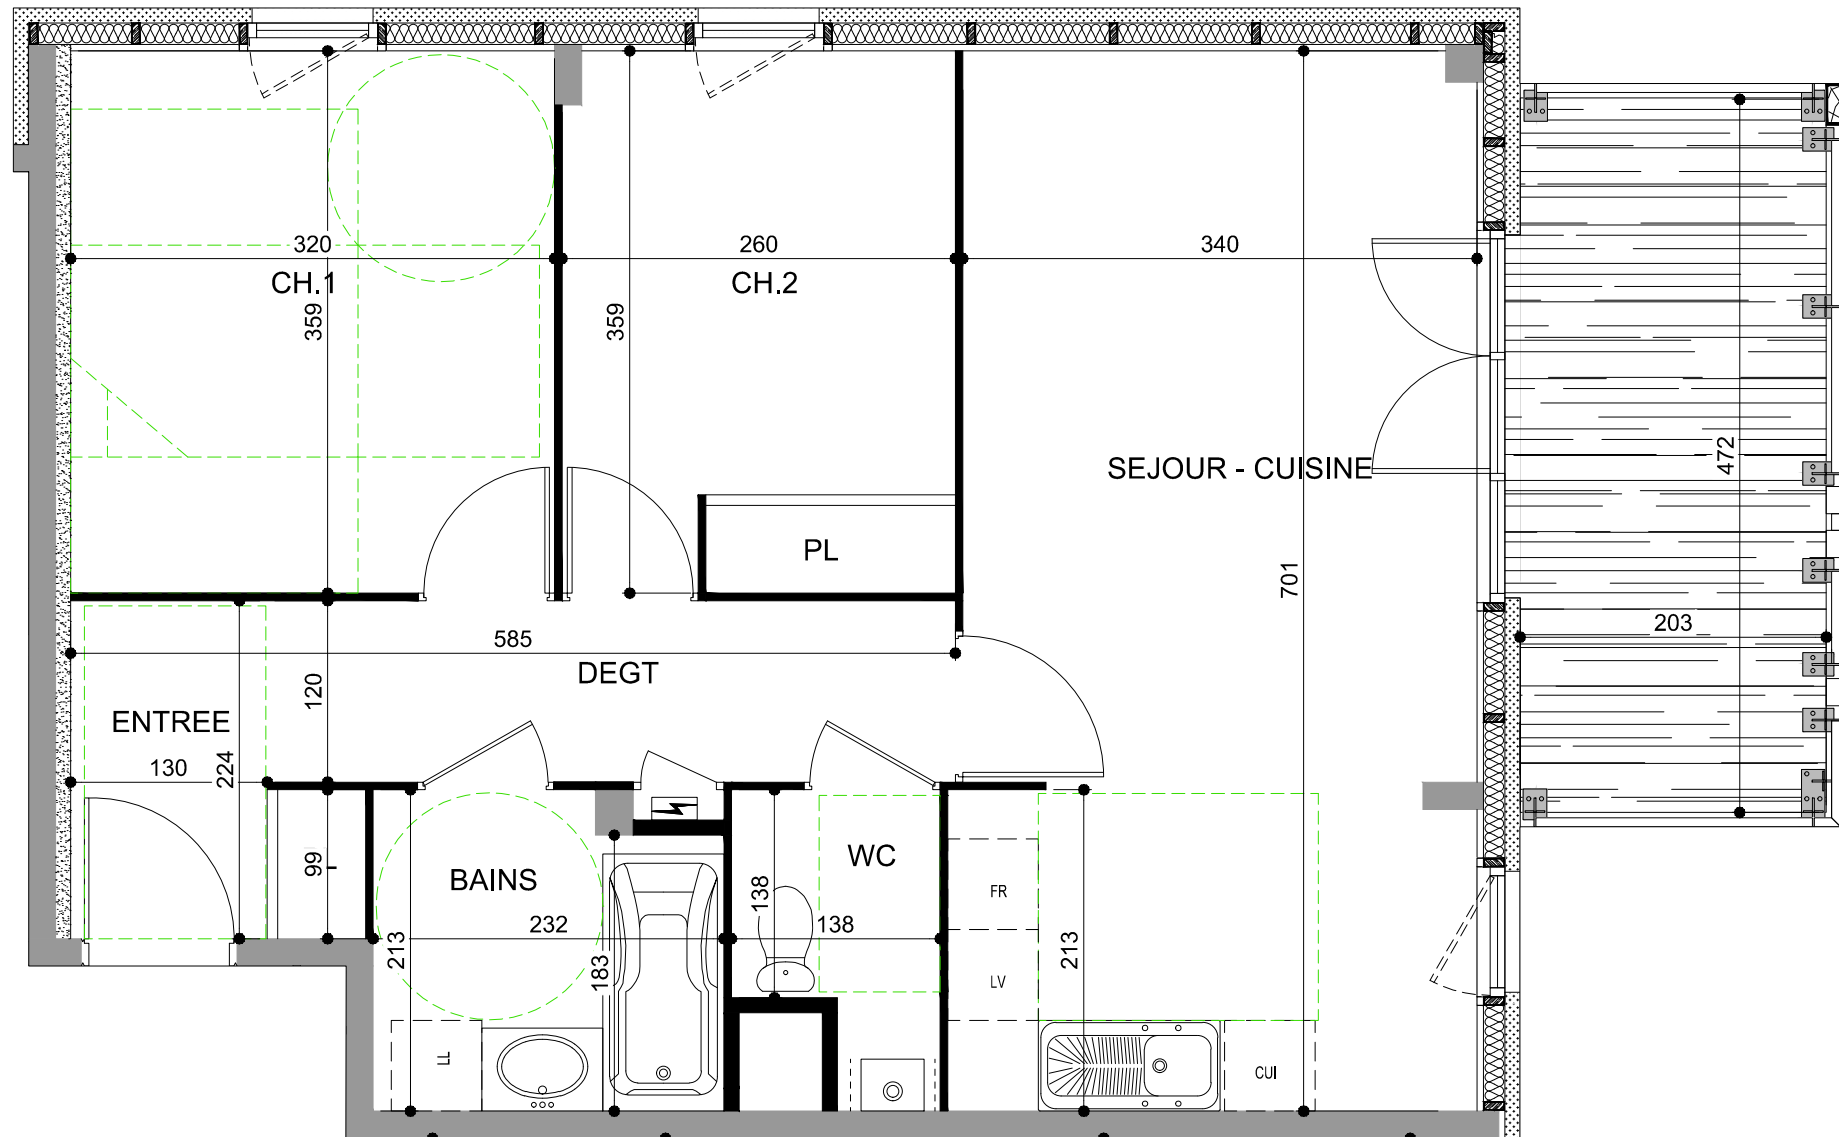 320
260
340
CH.1
CH.2
359
359
SEJOUR - CUISINE
472
PL
701
203
585
DEGT
120
ENTREE
224
130
99
BAINS
WC
FR
138
232
138
213
183
213
LV
LL
CUI